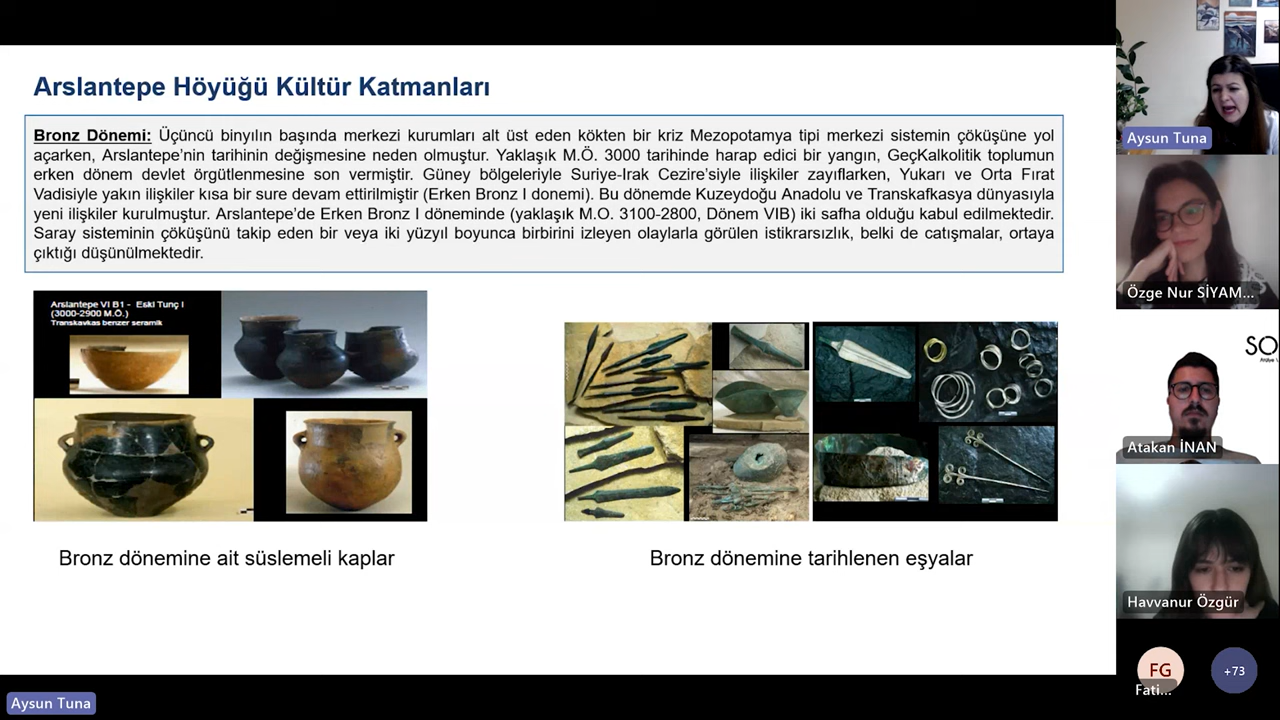 Arslantepe Höyüğü Kültür Katmanları
Bronz Dönemi: Üçüncü binyılın başında merkezi kurumları alt üst eden kökten bir kriz Mezopotamya tipi merkezi sistemin çöküşüne yol
açarken, Arslantepe'nin tarihinin değişmesine neden olmuştur. Yaklaşık M.Ö. 3000 tarihinde harap edici bir yangın, GeçKalkolitik toplumun
erken dönem devlet örgütlenmesine son vermiştir. Güney bölgeleriyle Suriye-Irak Cezire'siyle ilişkiler zayıflarken, Yukarı ve Orta Fırat
Vadisiyle yakın ilişkiler kısa bir sure devam ettirilmiştir (Erken Bronz I donemi). Bu dönemde Kuzeydoğu Anadolu ve Transkafkasya dünyasıyla
yeni ilişkiler kurulmuştur. Arslantepe'de Erken Bronz I döneminde (yaklaşık M.O. 3100-2800, Dönem VIB) iki safha olduğu kabul edilmektedir.
Saray sisteminin çöküşünü takip eden bir veya iki yüzyıl boyunca birbirini izleyen olaylarla görülen istikrarsızlık, belki de catışmalar, ortaya
çıktığı düşünülmektedir.
Arslantepe VI B1 - Eski Tunç I
(3000-2900 M.Ö.)
Transkavkas benzer seramik
Bronz dönemine ait süslemeli kaplar
Bronz dönemine tarihlenen eşyalar
Aysun Tuna
Özge Nur SİYAM...
SO
Atakan İNAN
Havvanur Özgür
FG
Fati...
+73
Aysun Tuna